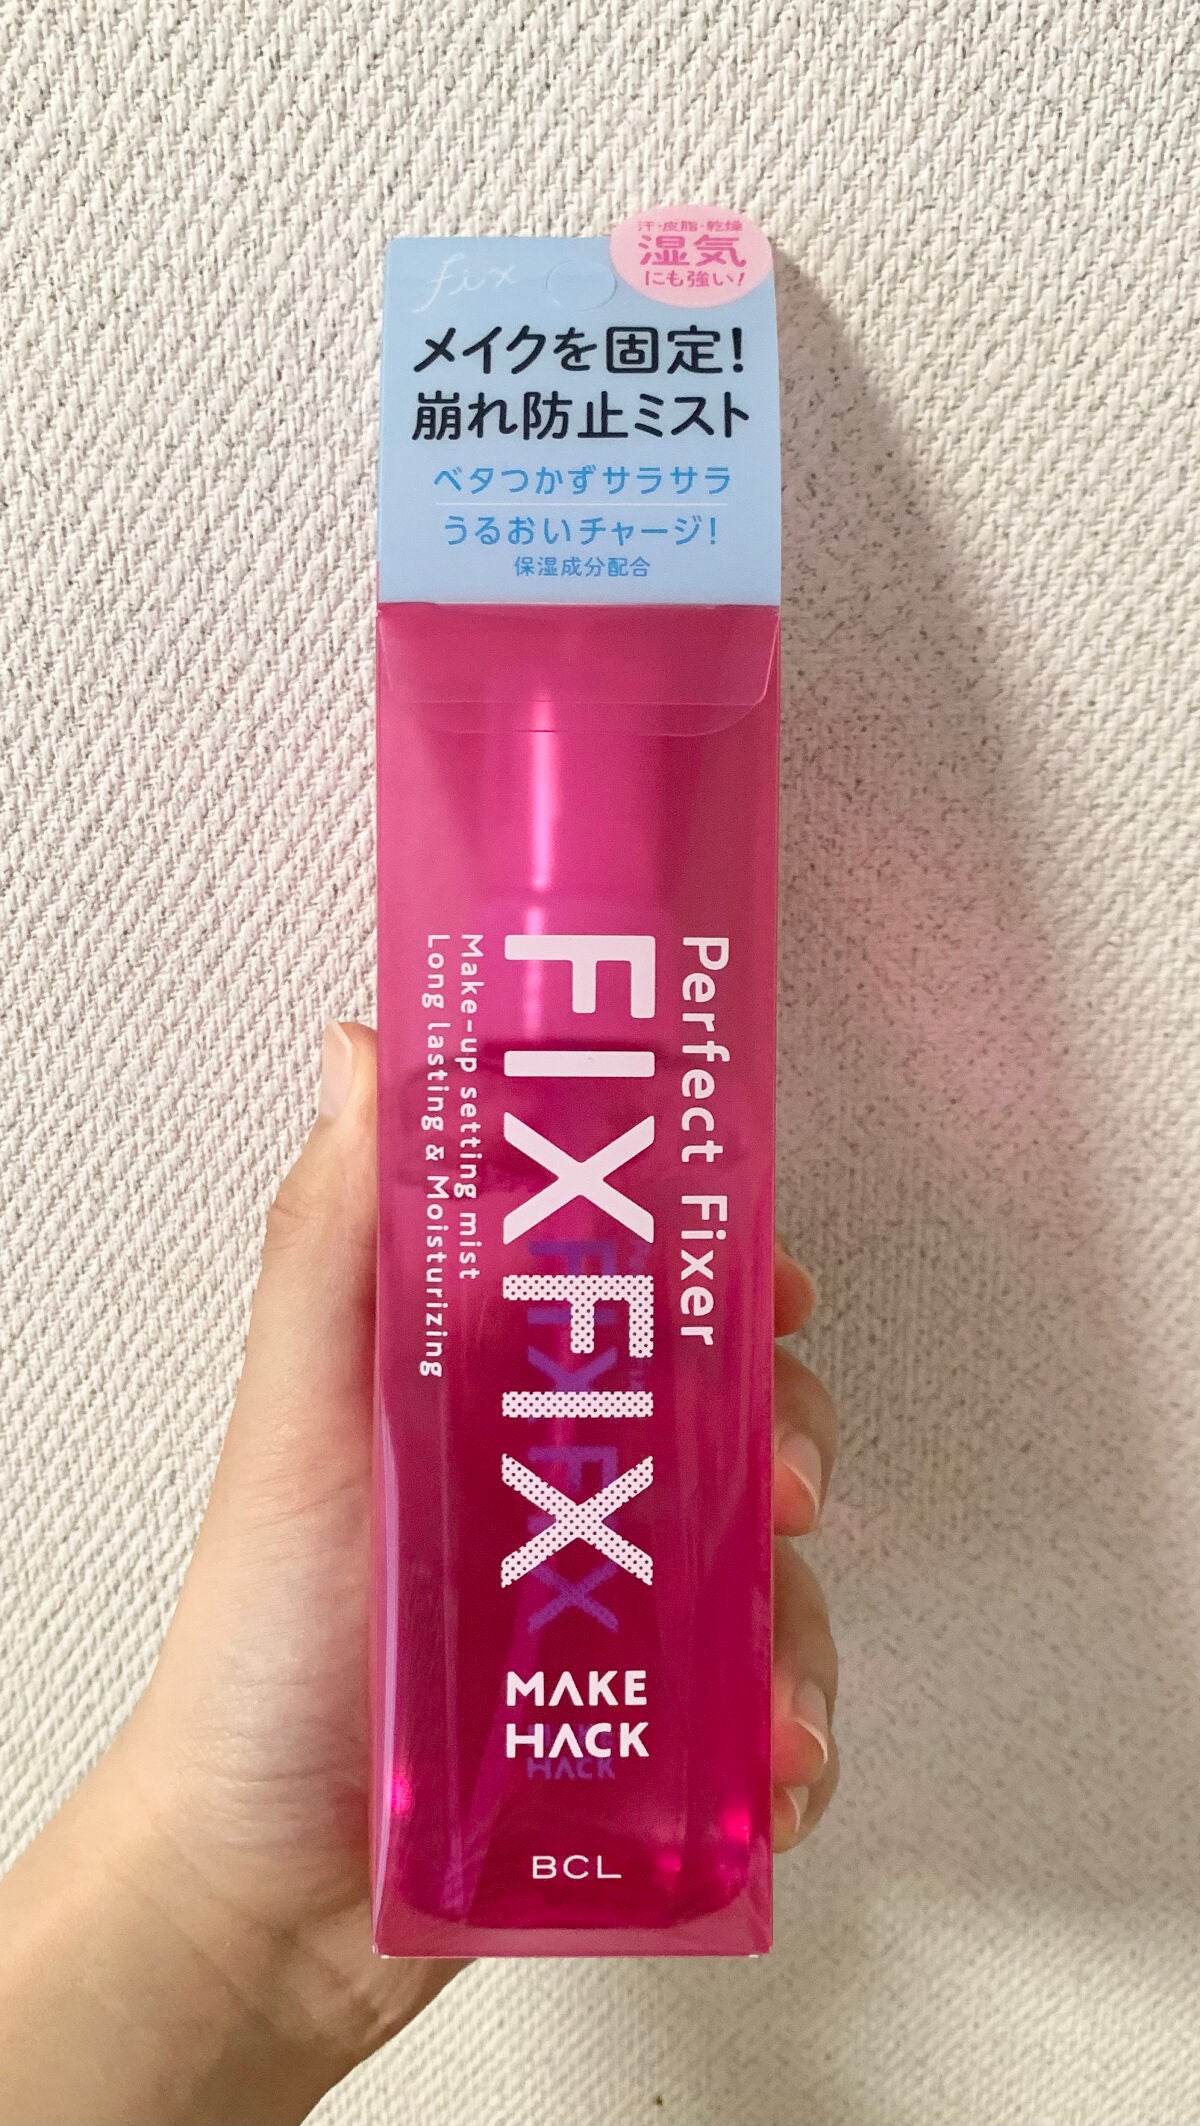 fix
汗・皮脂・乾燥
湿気
にも強い!
メイクを固定!
崩れ防止ミスト
ベタつかずサラサラ
うるおいチャージ!
保湿成分配合
Perfect Fixer
FIXFIX
Make-up setting mist
Long lasting & Moisturizing
MAKE
HACK
BCL